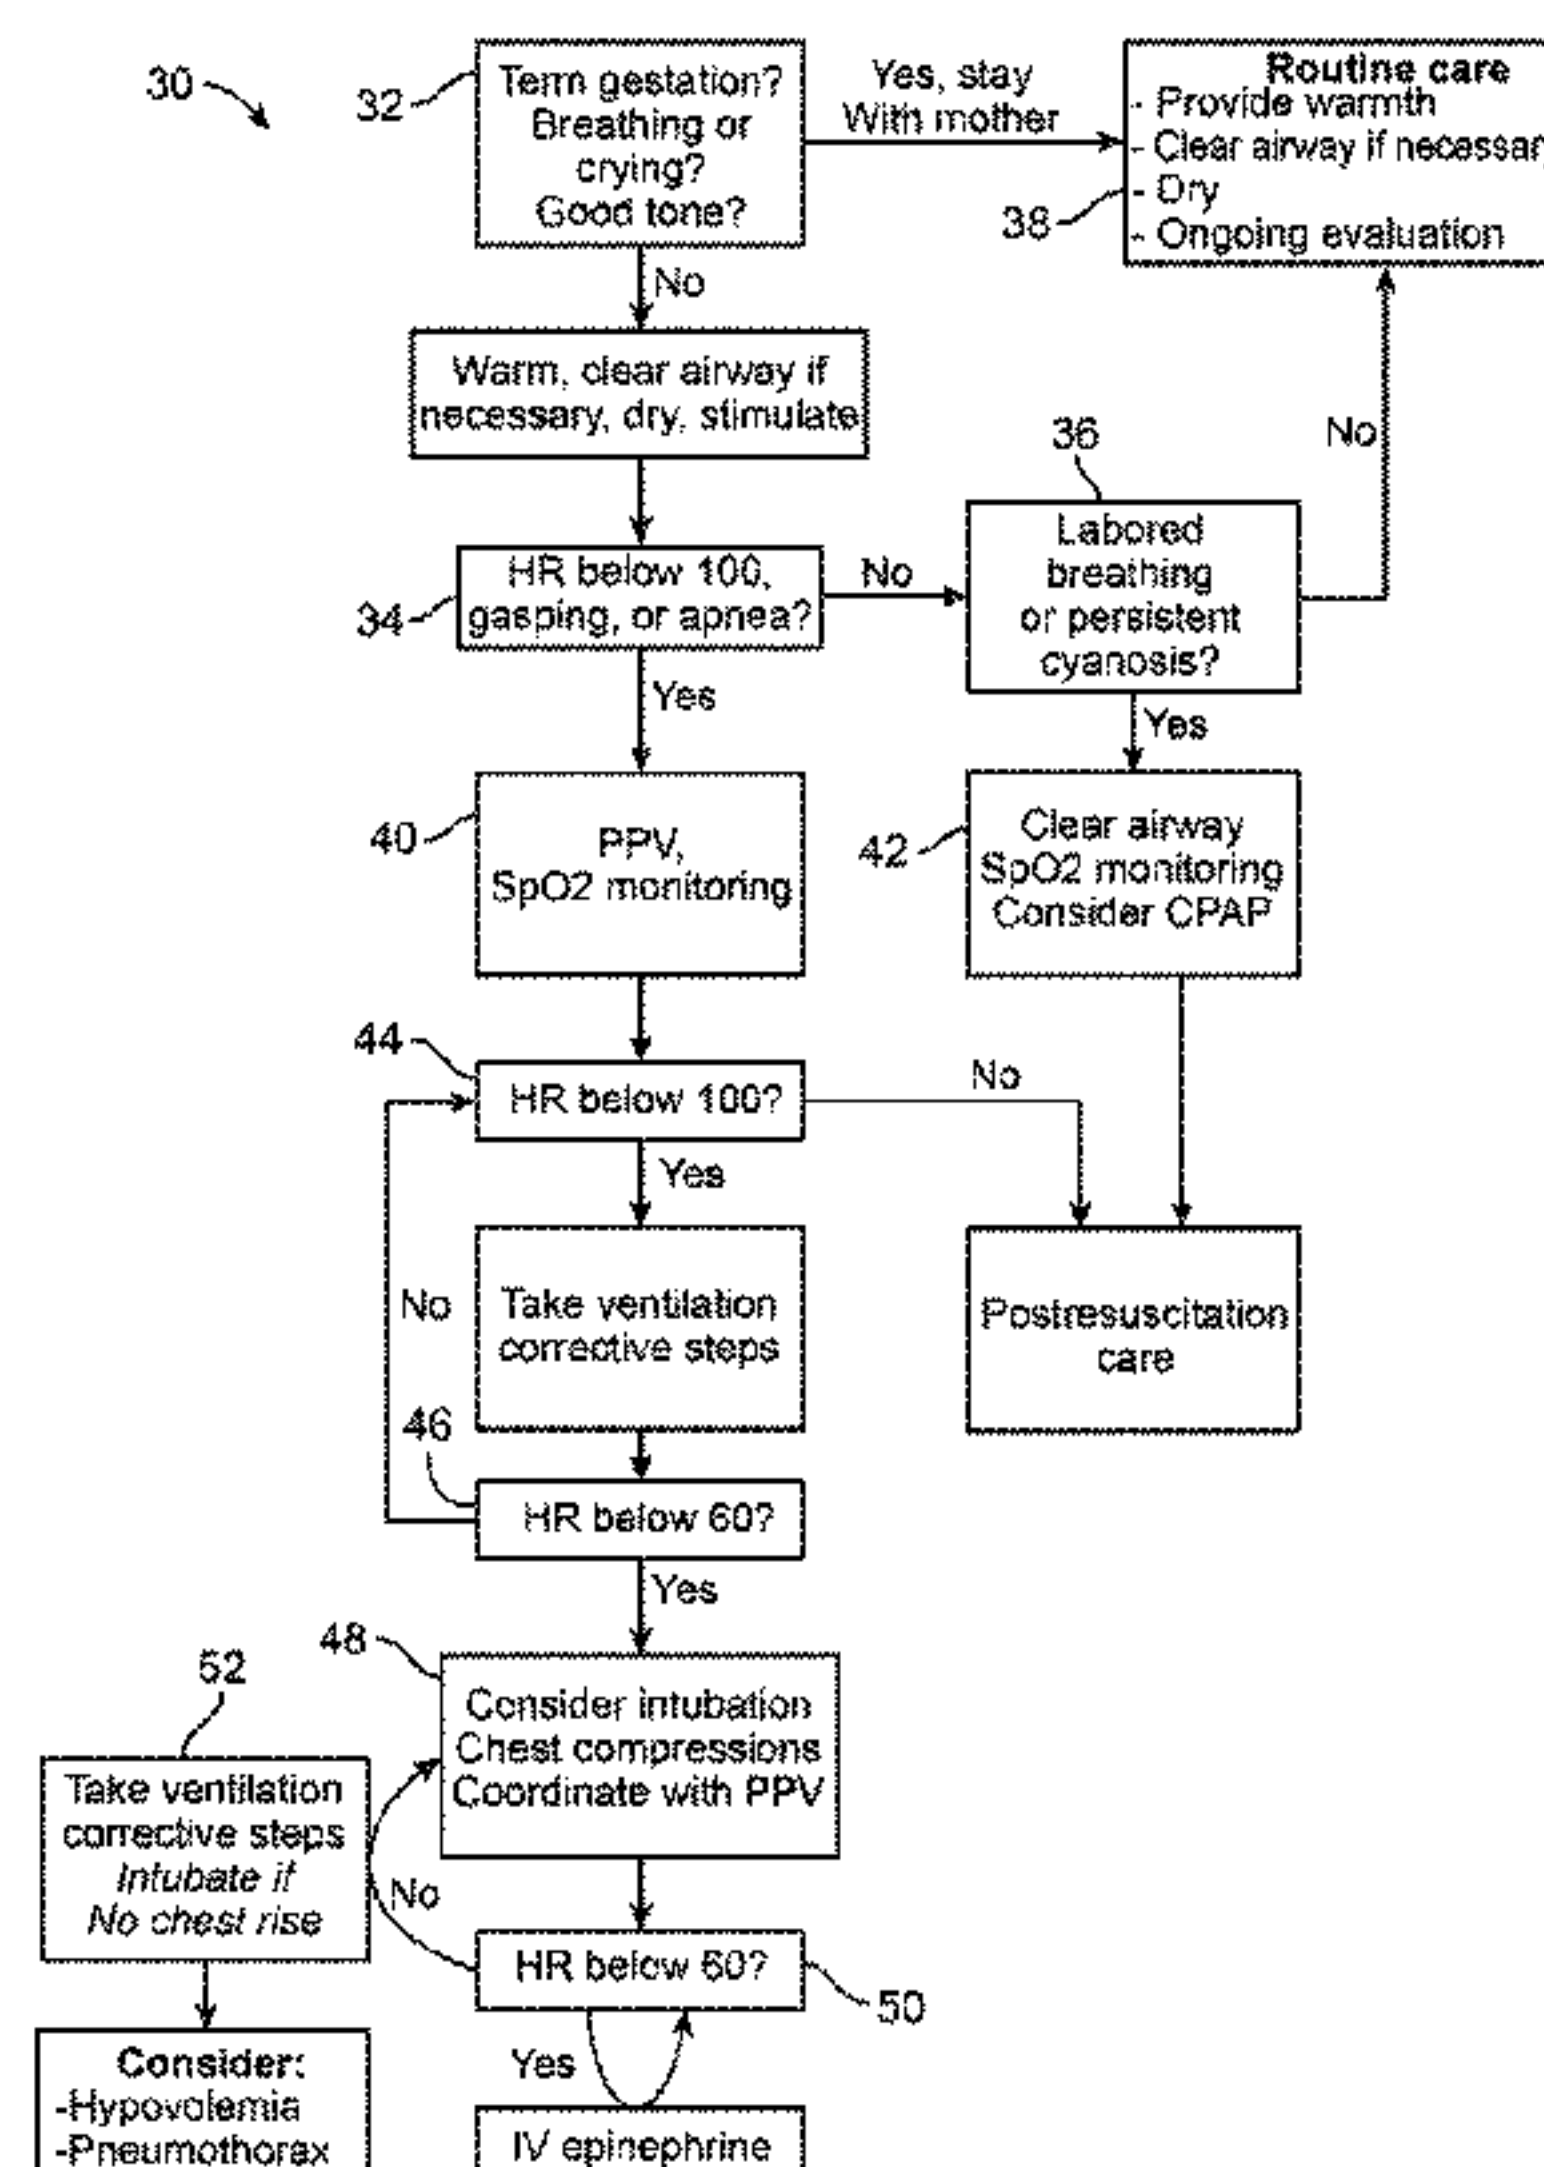 30
32
Term gestation?
Breathing or
crying?
Good tone?
Yes, stay
With mother
Routine care
- Provide warmth
- Clear airway if necessary
- Dry
- Ongoing evaluation
38
No
Warm, clear airway if
necessary, dry, stimulate
36
No
34
HR below 100,
gasping, or apnea?
No
Labored
breathing
or persistent
cyanosis?
Yes
Yes
40
PPV,
SpO2 monitoring
42
Clear airway
SpO2 monitoring
Consider CPAP
44
HR below 100?
No
Yes
No
Take ventilation
corrective steps
Postresuscitation
care
46
HR below 60?
Yes
48
Consider intubation
Chest compressions
Coordinate with PPV
52
Take ventilation
corrective steps
Intubate if
No chest rise
No
HR below 60?
50
Yes
Consider:
-Hypovolemia
-Pneumothorax
IV epinephrine